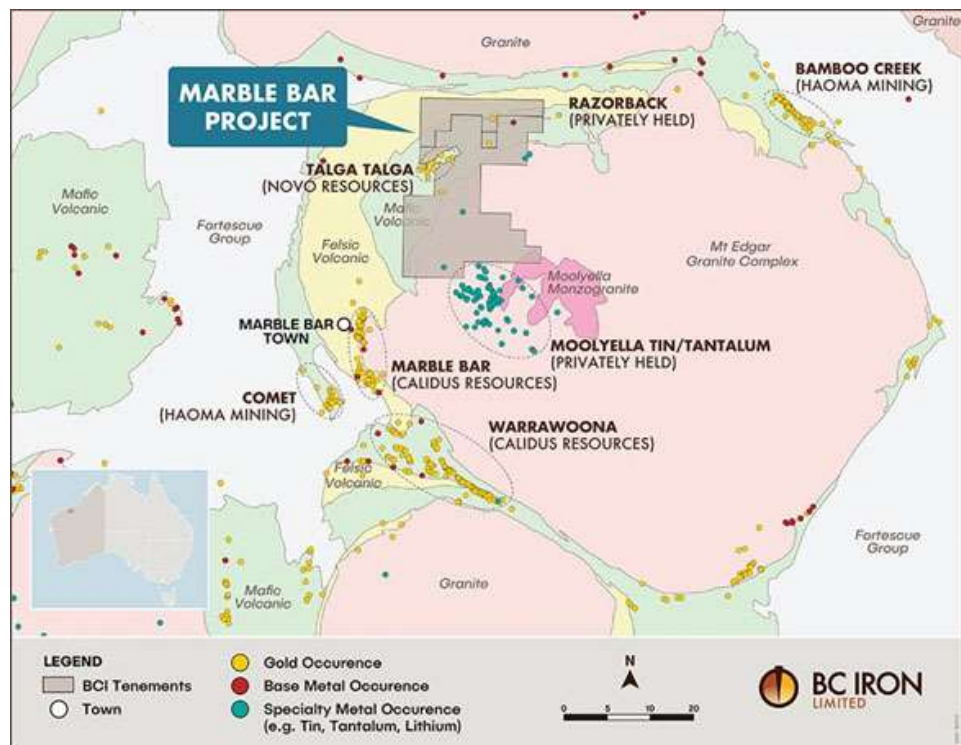 Granite
BAMBOO CREEK
(HAOMA MINING)
MARBLE BAR
PROJECT
RAZORBACK
(PRIVATELY HELD)
TALGA TALGA
(NOVO RESOURCES)
Mafic
Volcanic
Mafic
Volcanic
Fortescue
Group
Felsic
Volcanic
Mt Edgar
Granite Complex
Moolyella
Monzogranite
MARBLE BAR
TOWN
MOOLYELLA TIN/TANTALUM
(PRIVATELY HELD)
MARBLE BAR
(CALIDUS RESOURCES)
COMET
(HAOMA MINING)
WARRAWOONA
(CALIDUS RESOURCES)
Felsic
Volcanic
Fortescue
Group
Mafic
Volcanic
Granite
LEGEND
BCI Tenements
Town
Gold Occurence
Base Metal Occurence
Specialty Metal Occurence
(e.g. Tin, Tantalum, Lithium)
N
0 5 10 20
BC IRON
LIMITED